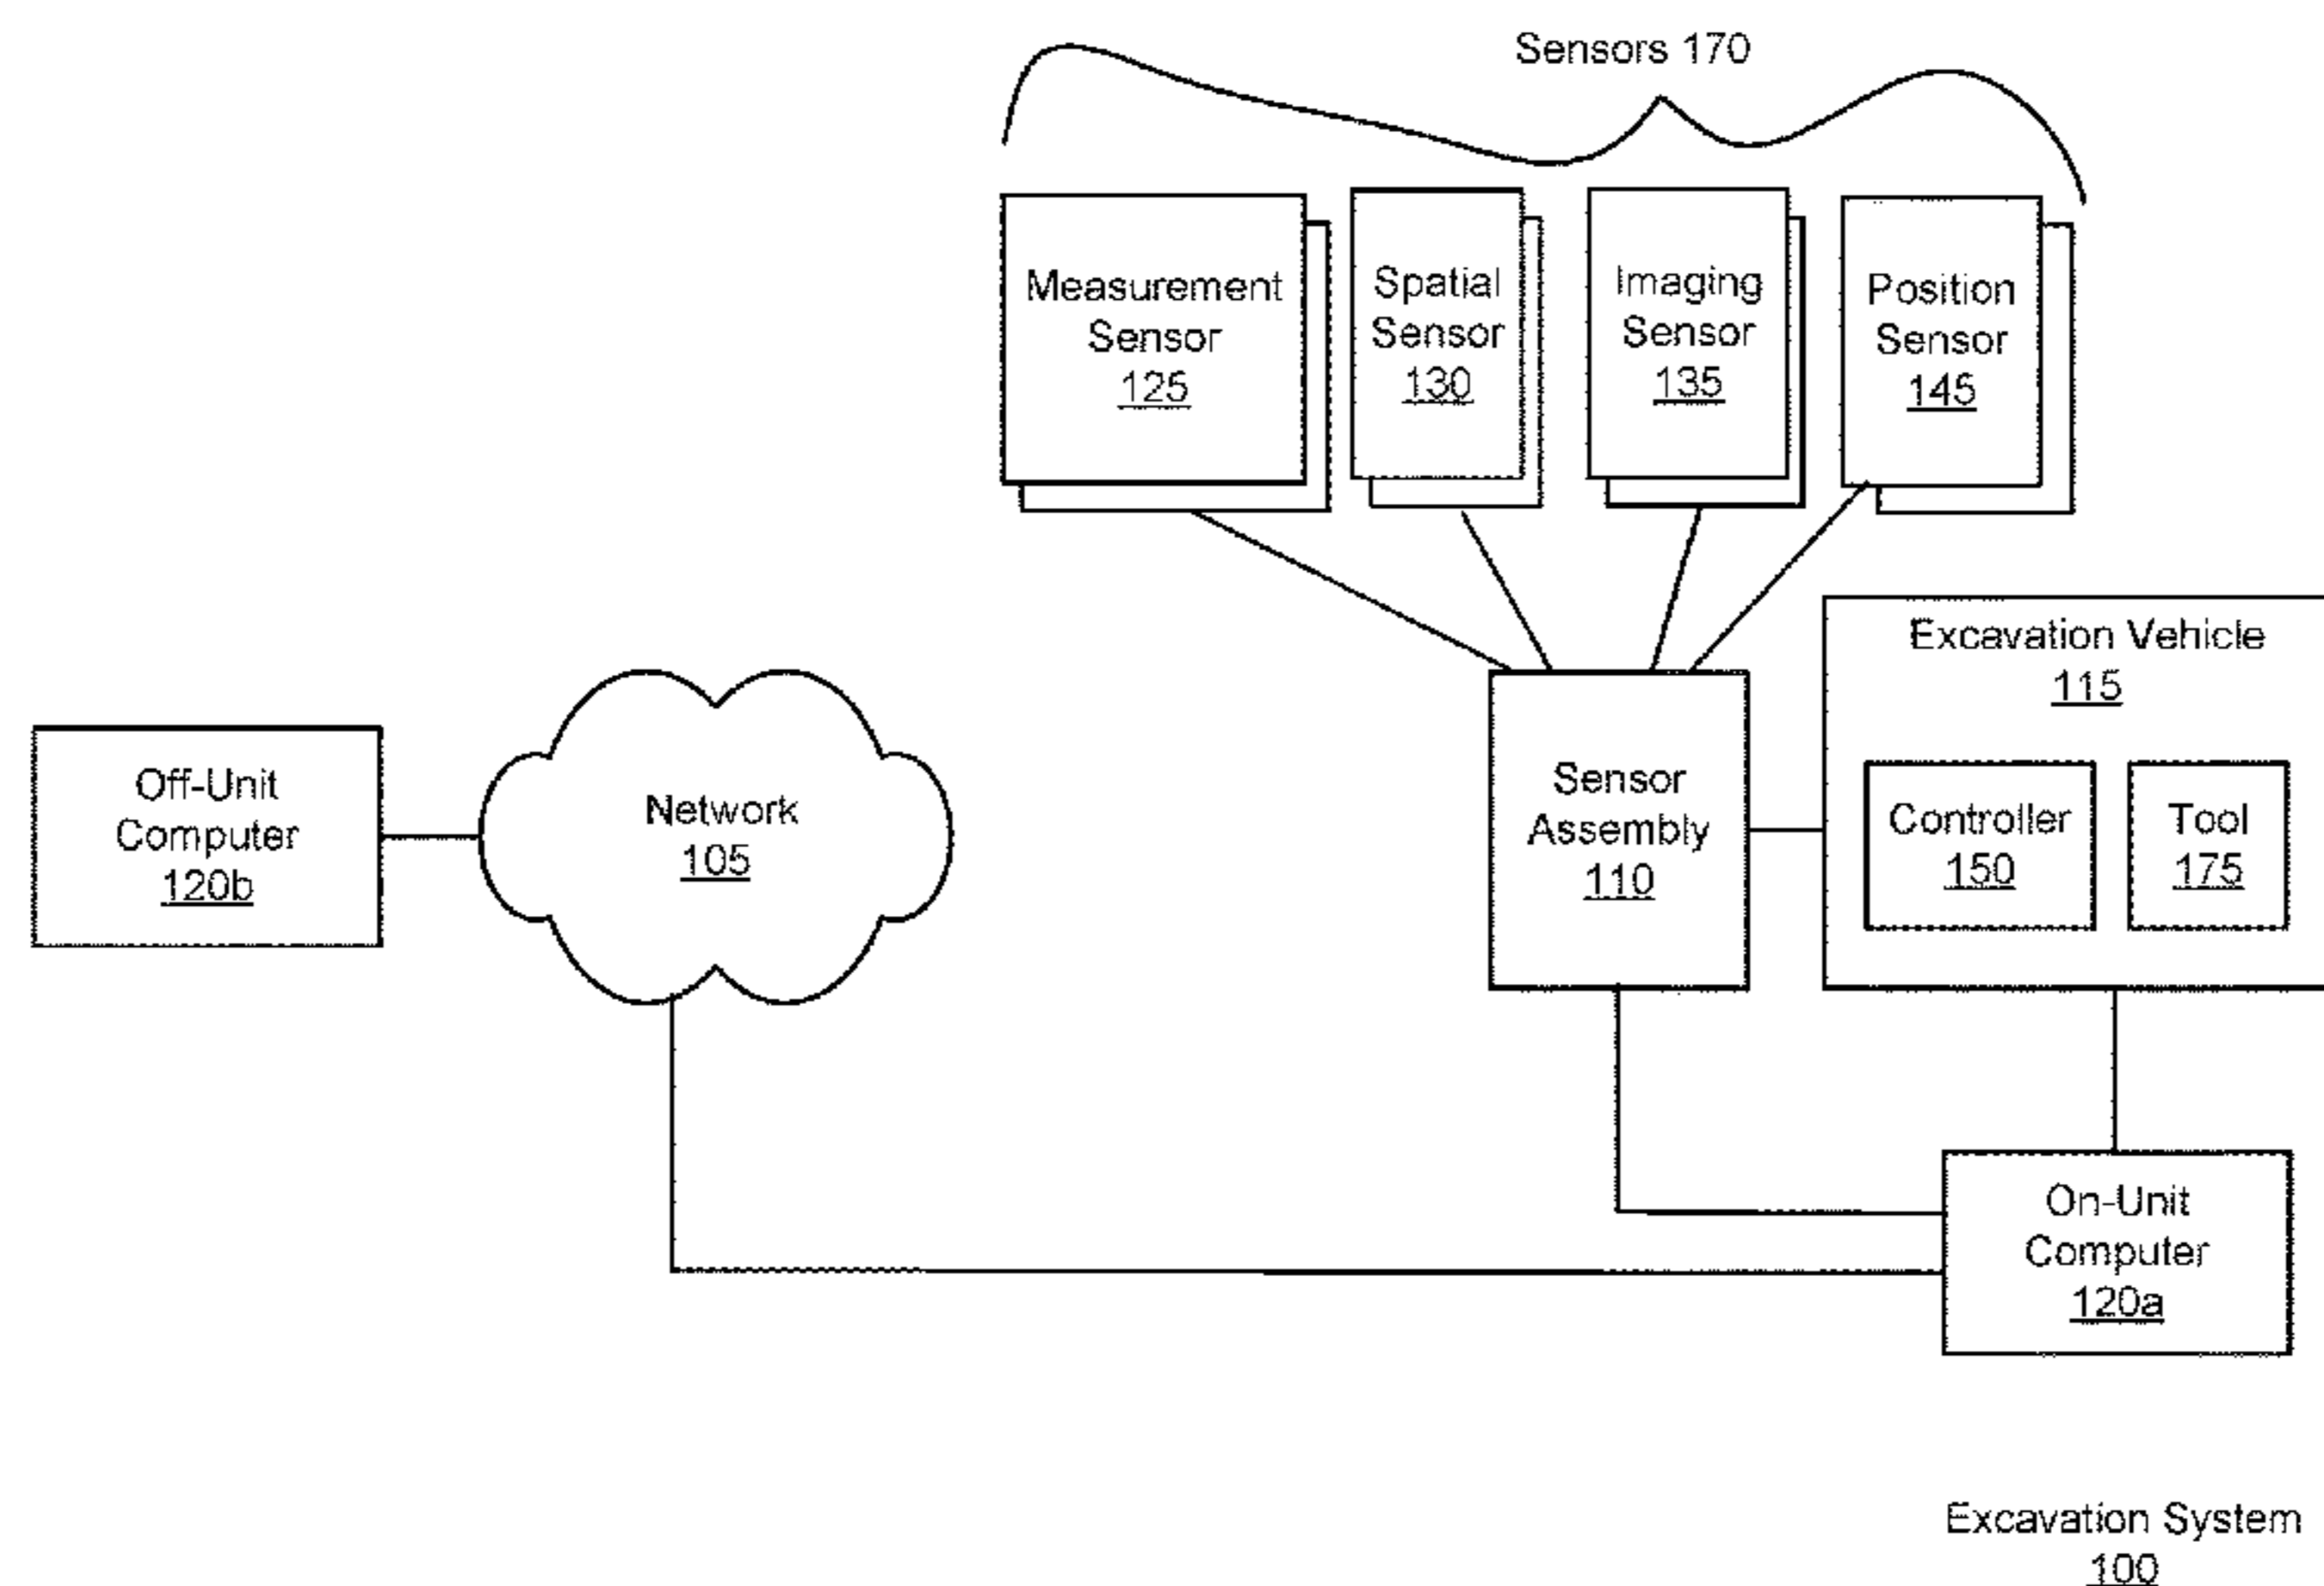 Sensors 170
Measurement
Sensor
125
Spatial
Sensor
130
Imaging
Sensor
135
Position
Sensor
145
Excavation Vehicle
115
Controller
150
Tool
175
Sensor
Assembly
110
Network
105
Off-Unit
Computer
120b
On-Unit
Computer
120a
Excavation System
100